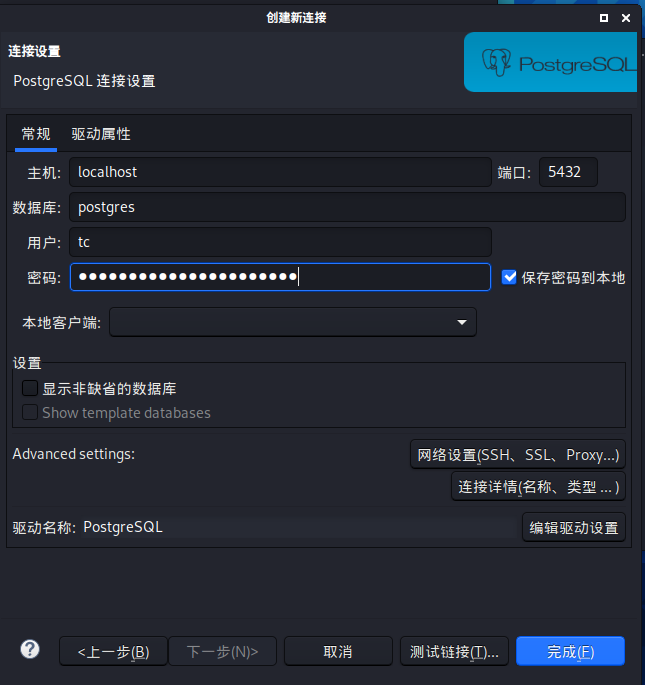 创建新连接
连接设置
PostgreSQL 连接设置
PostgreSQL
常规 驱动属性
主机: localhost 端口: 5432
数据库: postgres
用户: tc
密码: ●●●●●●●●●●●●●●●●●●●●●● 保存密码到本地
本地客户端:
设置
显示非缺省的数据库
Show template databases
Advanced settings: 网络设置(SSH、SSL、Proxy...)
连接详情(名称、类型 ... )
驱动名称: PostgreSQL 编辑驱动设置
? <上一步(B) 下一步(N)> 取消 测试链接(T)... 完成(F)